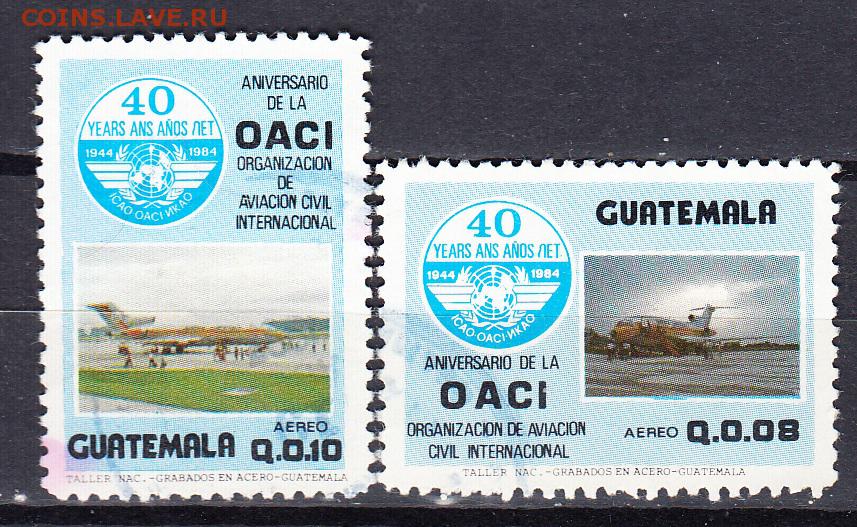 COINS.LAVE.RU
40
YEARS ANS AÑOS ЛЕТ
1944 1984
ICAO·OACI·ИКАО
ANIVERSARIO
DE LA
OACI
ORGANIZACION
DE
AVIACION CIVIL
INTERNACIONAL
AEREO
GUATEMALA Q.0.10
TALLER NAC.-GRABADOS EN ACERO-GUATEMALA
40
YEARS ANS AÑOS ЛЕТ
1944 1984
ICAO·OACI·ИКАО
GUATEMALA
ANIVERSARIO DE LA
OACI
ORGANIZACION DE AVIACION
CIVIL INTERNACIONAL
AEREO Q.0.08
TALLER NAC.-GRABADOS EN ACERO-GUATEMALA